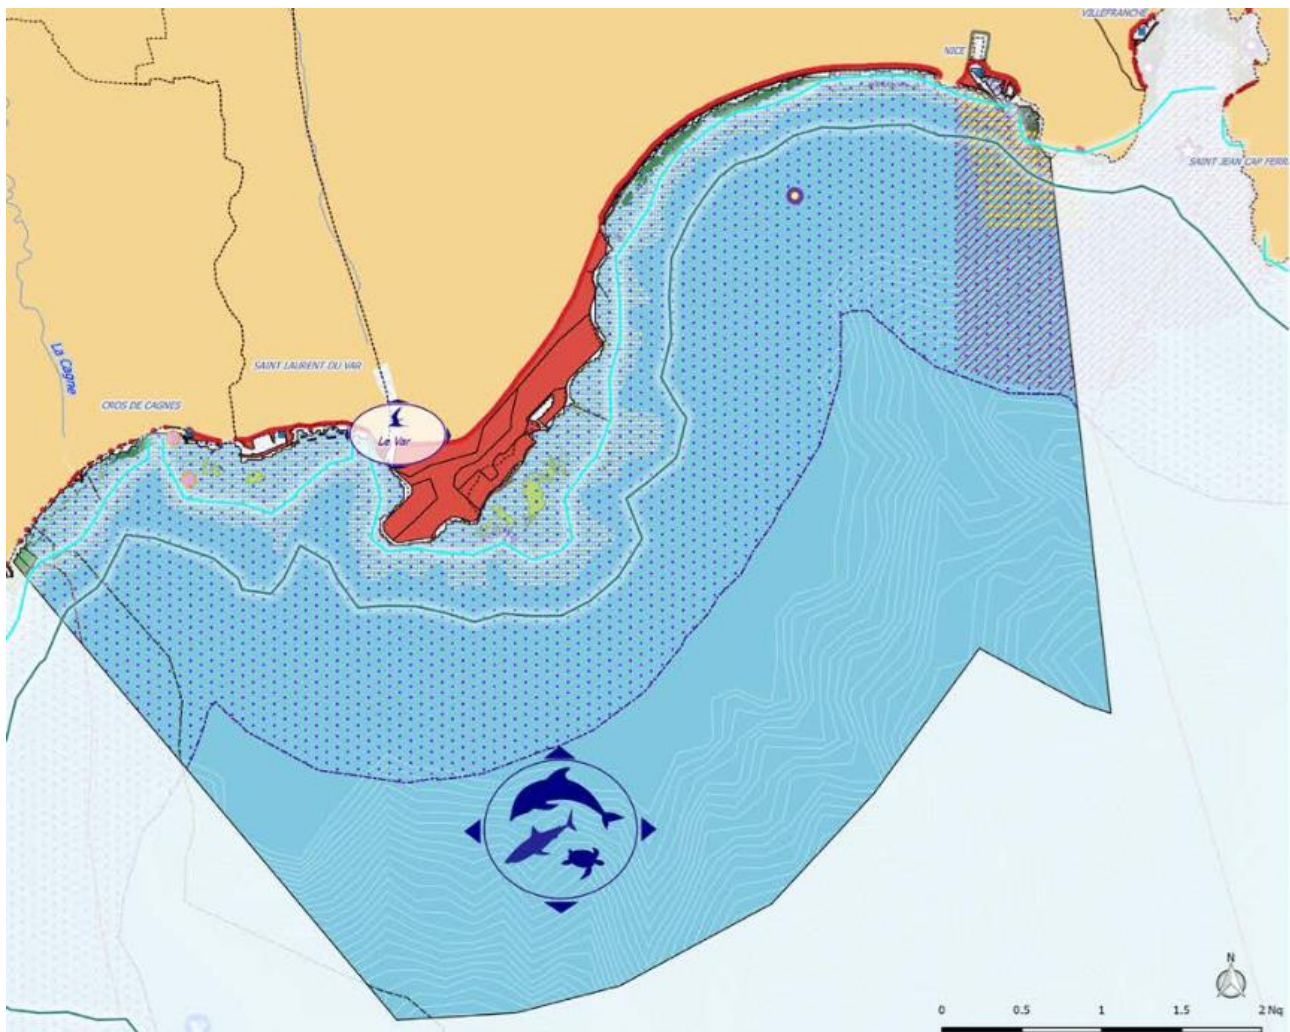 VILLEFRANCHE
NICE
SAINT JEAN CAP FERR
La Cagne
SAINT LAURENT DU VAR
CROS DE CAGNES
Le Var
N
0 0.5 1 1.5 2 Nq